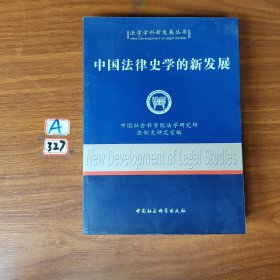 法学学科新发展丛书
New Development of Legal Studies
中国法律史学的新发展
中国社会科学院法学研究所
法制史研究室编
New Development of Legal Studies
中国社会科学出版社
A
327